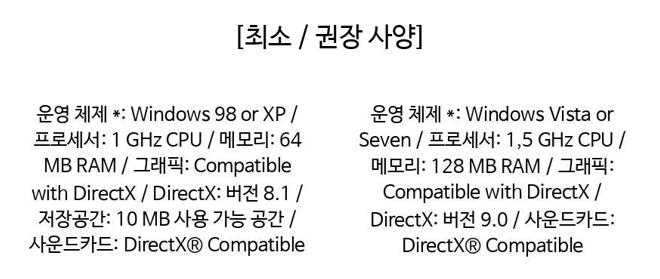 [최소 / 권장 사양]
운영 체제 *: Windows 98 or XP /
프로세서: 1 GHz CPU / 메모리: 64
MB RAM / 그래픽: Compatible
with DirectX / DirectX: 버전 8.1 /
저장공간: 10 MB 사용 가능 공간 /
사운드카드: DirectX® Compatible
운영 체제 *: Windows Vista or
Seven / 프로세서: 1,5 GHz CPU /
메모리: 128 MB RAM / 그래픽:
Compatible with DirectX /
DirectX: 버전 9.0 / 사운드카드:
DirectX® Compatible